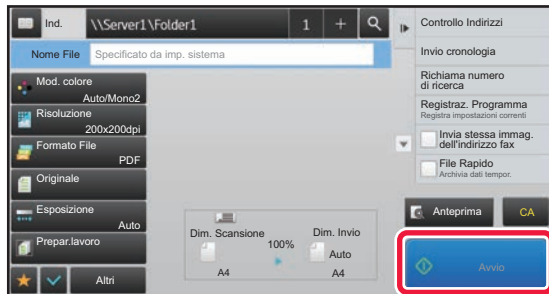 Ind.
\\Server1\Folder1
1
+
Nome File
Specificato da imp. sistema
Mod. colore
Auto/Mono2
Risoluzione
200x200dpi
Formato File
PDF
Originale
Esposizione
Auto
Prepar.lavoro
Altri
Dim. Scansione
100%
A4
Dim. Invio
Auto
A4
Controllo Indirizzi
Invio cronologia
Richiama numero
di ricerca
Registraz. Programma
Registra impostazioni correnti
Invia stessa immag.
dell'indirizzo fax
File Rapido
Archivia dati tempor.
Anteprima
CA
Avvio